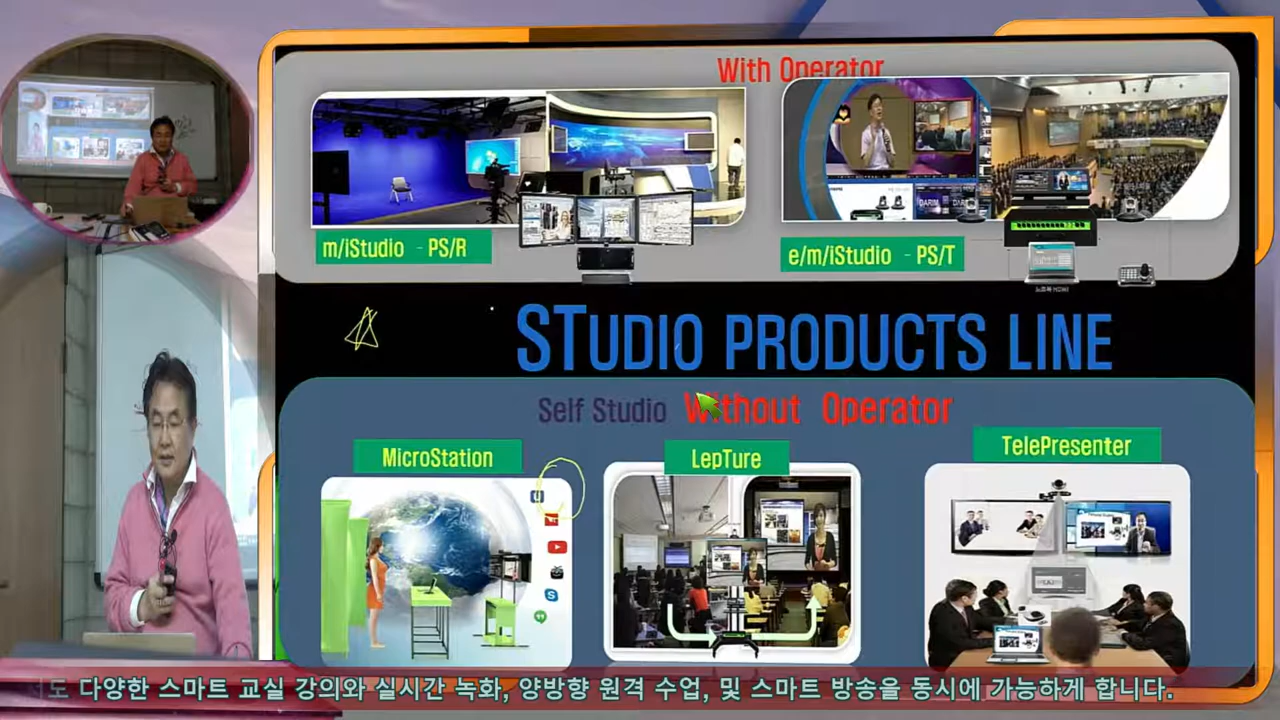 With Operator
DARIM
m/iStudio - PS/R
e/m/iStudio - PS/T
STUDIO PRODUCTS LINE
Self Studio Without Operator
MicroStation
LepTure
TelePresenter
다양한 스마트 교실 강의와 실시간 녹화, 양방향 원격 수업, 및 스마트 방송을 동시에 가능하게 합니다.